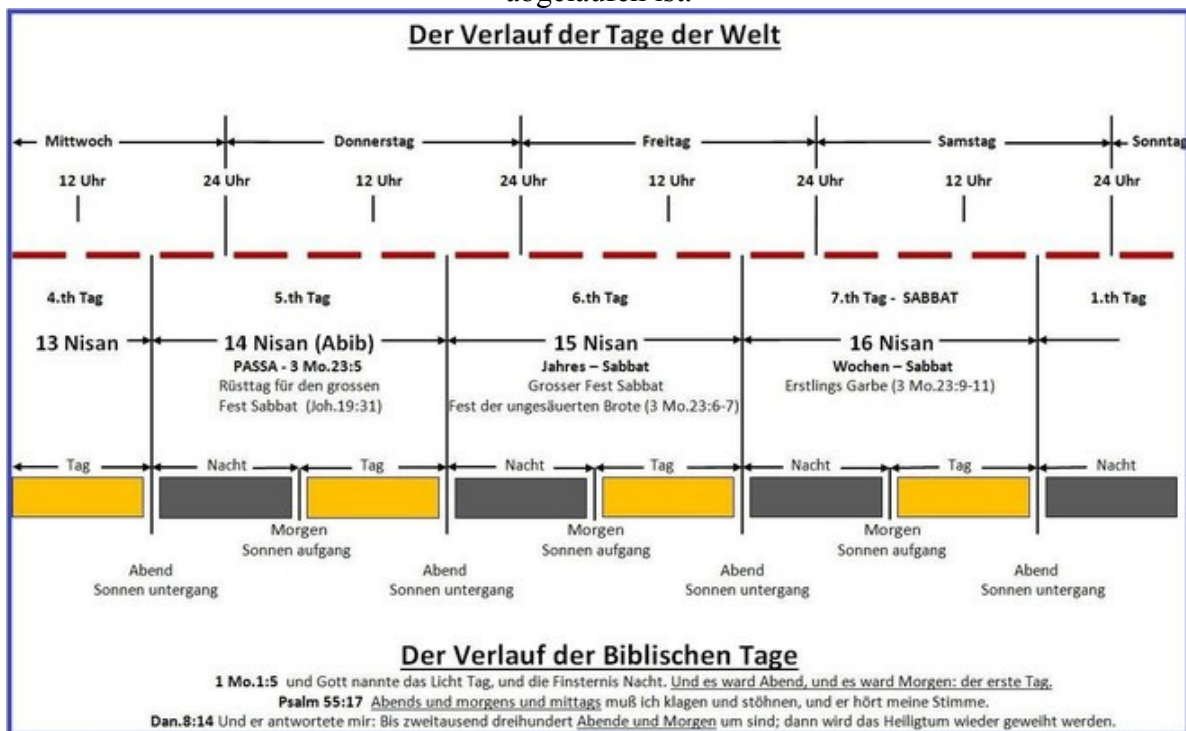 abgelaufen ist.
Der Verlauf der Tage der Welt
Mittwoch Donnerstag Freitag Samstag Sonntag
12 Uhr 24 Uhr 12 Uhr 24 Uhr 12 Uhr 24 Uhr 12 Uhr 24 Uhr
4.th Tag 5.th Tag 6.th Tag 7.th Tag - SABBAT 1.th Tag
13 Nisan 14 Nisan (Abib) 15 Nisan 16 Nisan
PASSA - 3 Mo.23:5 Jahres – Sabbat Wochen – Sabbat
Rüsttag für den grossen Grosser Fest Sabbat Erstlings Garbe (3 Mo.23:9-11)
Fest Sabbat (Joh.19:31) Fest der ungesäuerten Brote (3 Mo.23:6-7)
Tag Nacht Tag Nacht Tag Nacht Tag Nacht
Morgen Morgen Morgen
Sonnen aufgang Sonnen aufgang Sonnen aufgang
Abend Abend Abend Abend
Sonnen untergang Sonnen untergang Sonnen untergang Sonnen untergang
Der Verlauf der Biblischen Tage
1 Mo.1:5 und Gott nannte das Licht Tag, und die Finsternis Nacht. Und es ward Abend, und es ward Morgen: der erste Tag.
Psalm 55:17 Abends und morgens und mittags muß ich klagen und stöhnen, und er hört meine Stimme.
Dan.8:14 Und er antwortete mir: Bis zweitausend dreihundert Abende und Morgen um sind; dann wird das Heiligtum wieder geweiht werden.